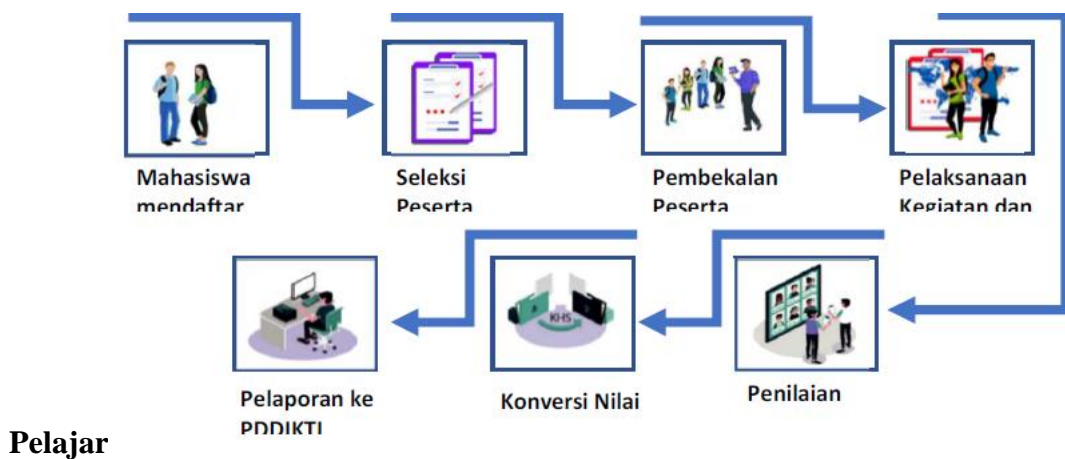 Mahasiswa
mendaftar
Seleksi
Peserta
Pembekalan
Peserta
Pelaksanaan
Kegiatan dan
Penilaian
KHS
Konversi Nilai
Pelaporan ke
PDDIKTI
Pelajar